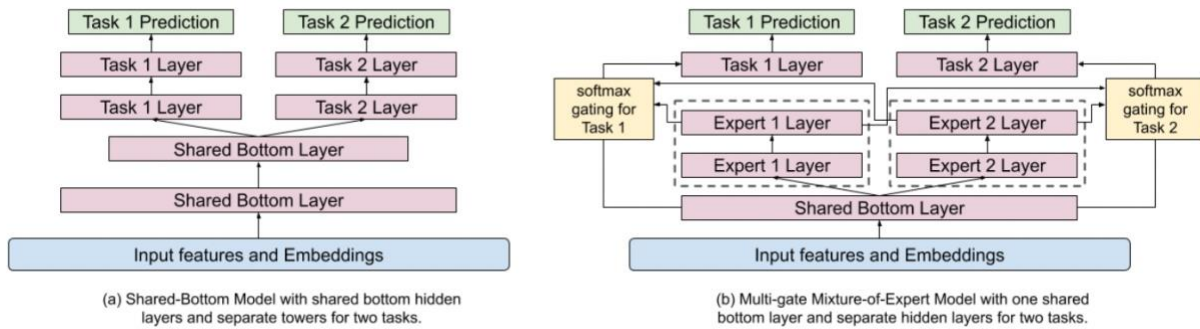 Task 1 Prediction
Task 2 Prediction
Task 1 Layer
Task 2 Layer
Task 1 Layer
Task 2 Layer
Shared Bottom Layer
Shared Bottom Layer
Input features and Embeddings
(a) Shared-Bottom Model with shared bottom hidden
layers and separate towers for two tasks.
Task 1 Prediction
Task 2 Prediction
Task 1 Layer
Task 2 Layer
softmax
gating for
Task 1
Expert 1 Layer
Expert 2 Layer
softmax
gating for
Task 2
Expert 1 Layer
Expert 2 Layer
Shared Bottom Layer
Input features and Embeddings
(b) Multi-gate Mixture-of-Expert Model with one shared
bottom layer and separate hidden layers for two tasks.